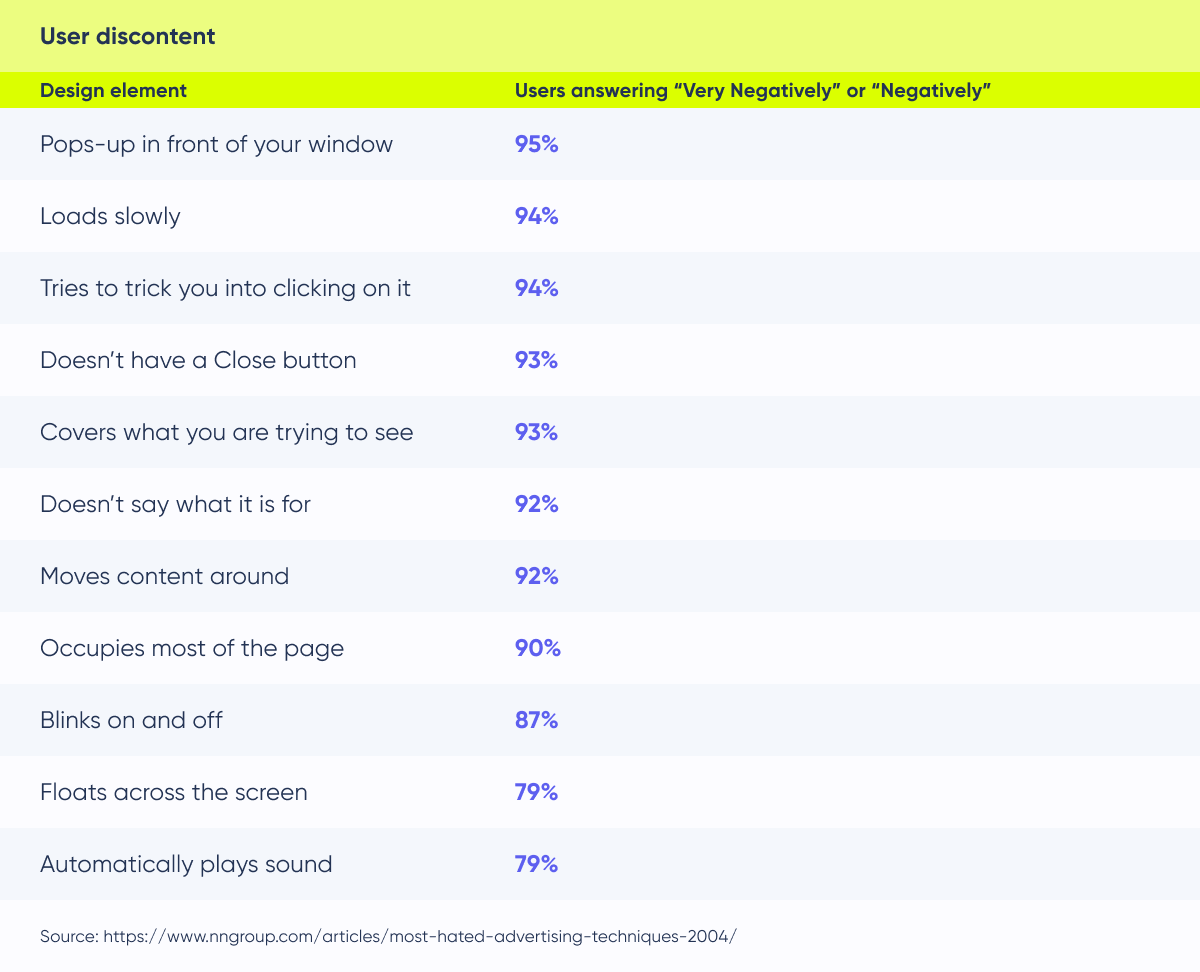 User discontent
Design element Users answering “Very Negatively” or “Negatively”
Pops-up in front of your window 95%
Loads slowly 94%
Tries to trick you into clicking on it 94%
Doesn’t have a Close button 93%
Covers what you are trying to see 93%
Doesn’t say what it is for 92%
Moves content around 92%
Occupies most of the page 90%
Blinks on and off 87%
Floats across the screen 79%
Automatically plays sound 79%
Source: https://www.nngroup.com/articles/most-hated-advertising-techniques-2004/